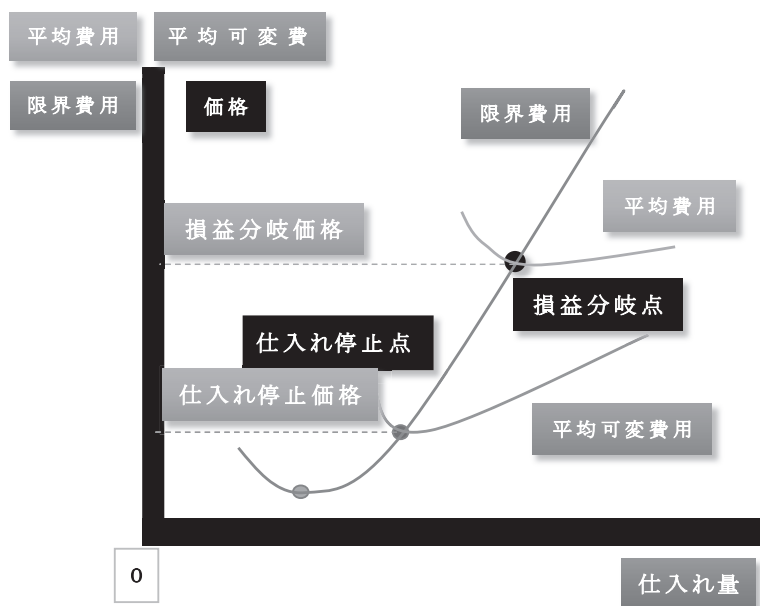 平均費用
平均可変費
限界費用
価格
限界費用
平均費用
損益分岐価格
損益分岐点
仕入れ停止点
仕入れ停止価格
平均可変費用
0
仕入れ量